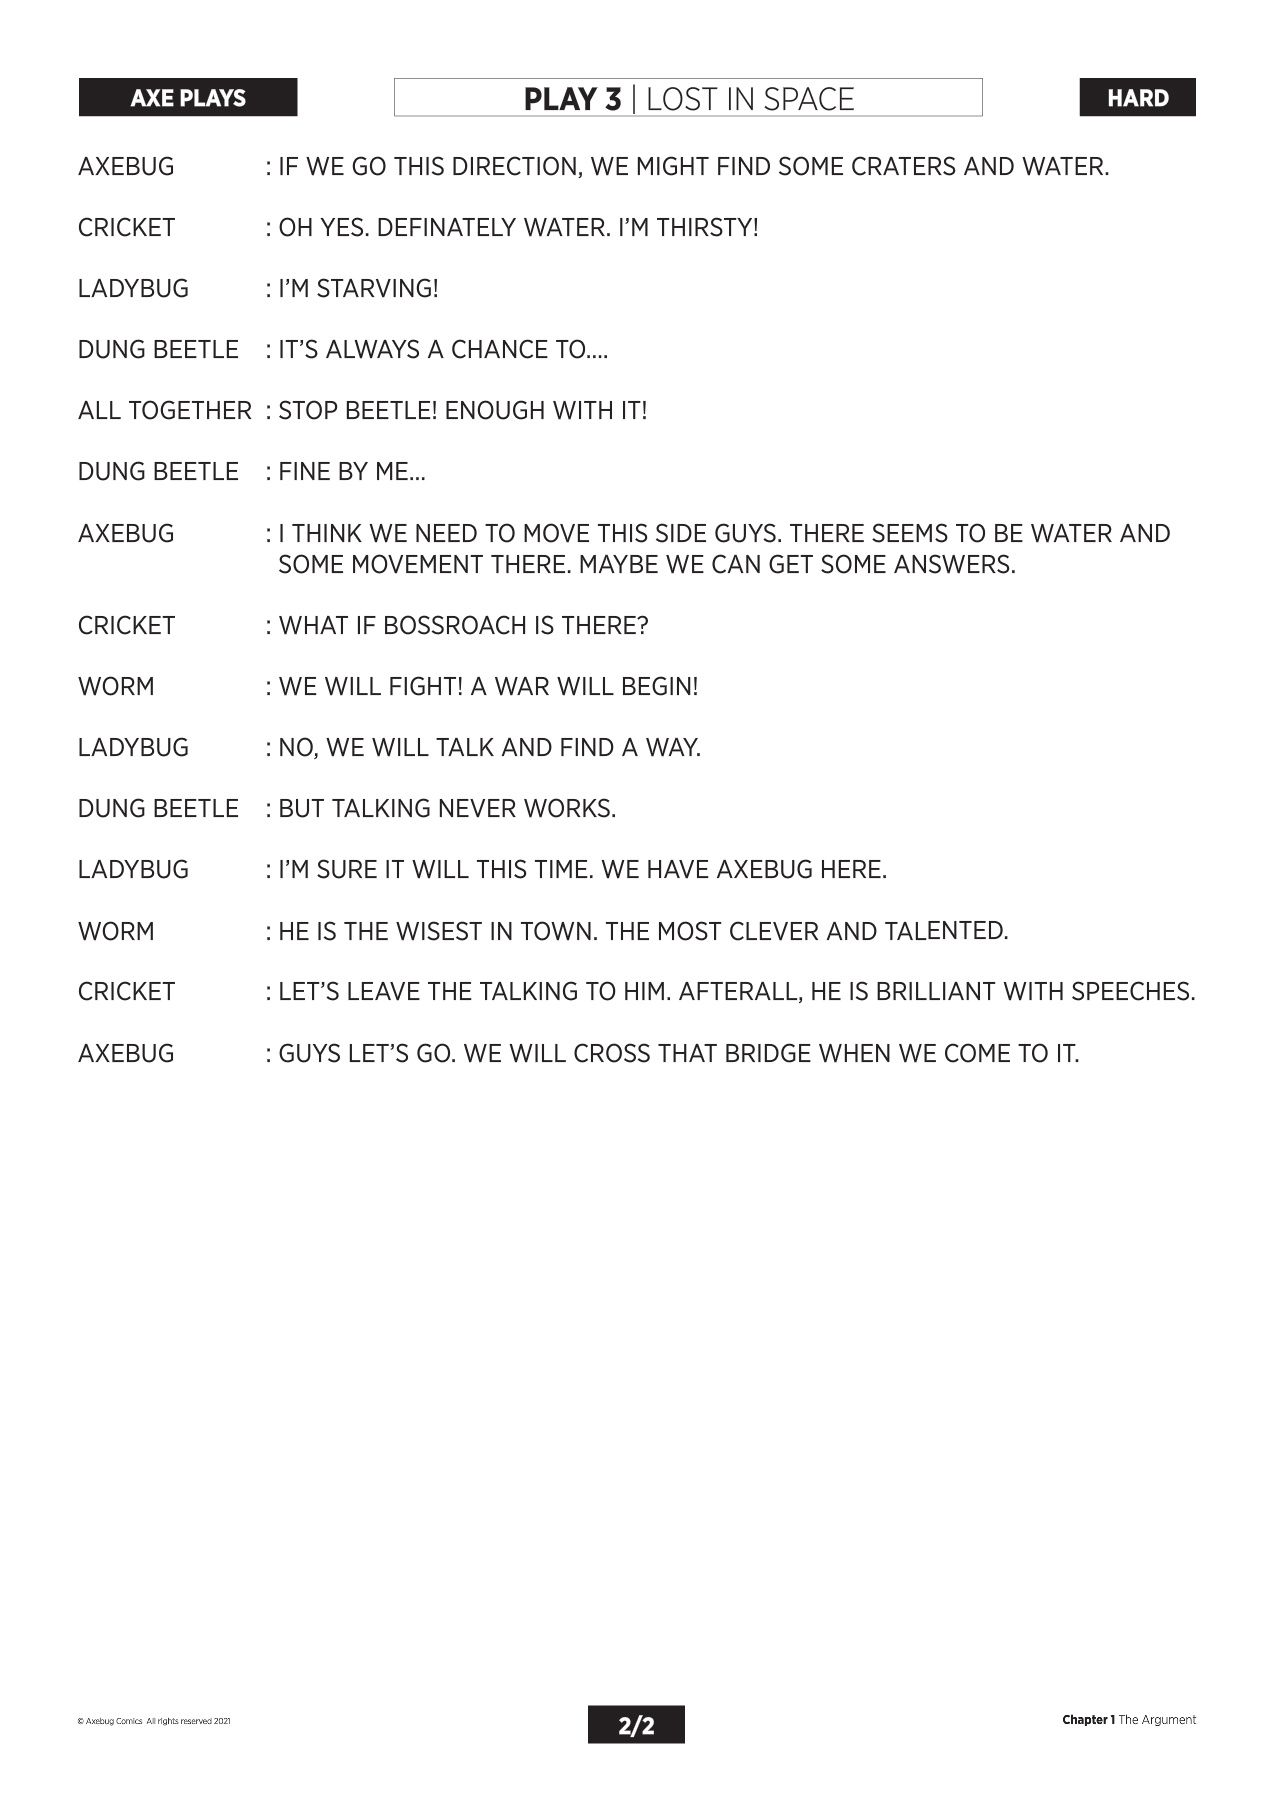 AXE PLAYS
PLAY 3 | LOST IN SPACE
HARD
AXEBUG : IF WE GO THIS DIRECTION, WE MIGHT FIND SOME CRATERS AND WATER.
CRICKET : OH YES. DEFINATELY WATER. I’M THIRSTY!
LADYBUG : I’M STARVING!
DUNG BEETLE : IT’S ALWAYS A CHANCE TO....
ALL TOGETHER : STOP BEETLE! ENOUGH WITH IT!
DUNG BEETLE : FINE BY ME...
AXEBUG : I THINK WE NEED TO MOVE THIS SIDE GUYS. THERE SEEMS TO BE WATER AND
SOME MOVEMENT THERE. MAYBE WE CAN GET SOME ANSWERS.
CRICKET : WHAT IF BOSSROACH IS THERE?
WORM : WE WILL FIGHT! A WAR WILL BEGIN!
LADYBUG : NO, WE WILL TALK AND FIND A WAY.
DUNG BEETLE : BUT TALKING NEVER WORKS.
LADYBUG : I’M SURE IT WILL THIS TIME. WE HAVE AXEBUG HERE.
WORM : HE IS THE WISEST IN TOWN. THE MOST CLEVER AND TALENTED.
CRICKET : LET’S LEAVE THE TALKING TO HIM. AFTERALL, HE IS BRILLIANT WITH SPEECHES.
AXEBUG : GUYS LET’S GO. WE WILL CROSS THAT BRIDGE WHEN WE COME TO IT.
© Axebug Comics All rights reserved 2021
2/2
Chapter 1 The Argument